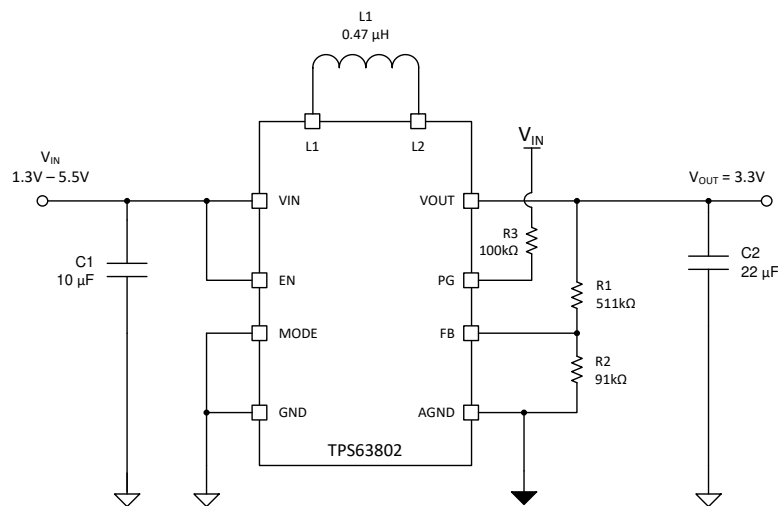 L1
0.47 µH
L1
L2
VIN
VIN
1.3V – 5.5V
VOUT = 3.3V
VIN
VOUT
R3
100kΩ
C1
10 µF
C2
22 µF
EN
PG
R1
511kΩ
MODE
FB
R2
91kΩ
GND
AGND
TPS63802